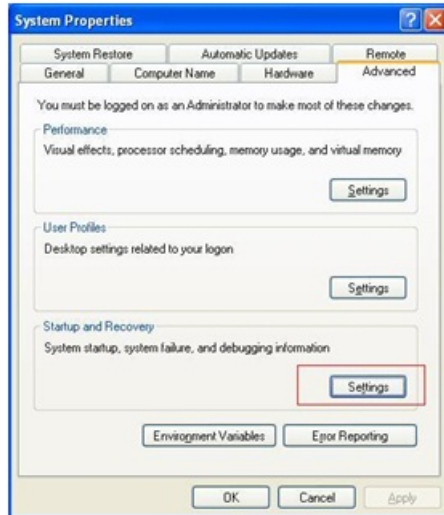 System Properties
System Restore Automatic Updates Remote
General Computer Name Hardware Advanced
You must be logged on as an Administrator to make most of these changes.
Performance
Visual effects, processor scheduling, memory usage, and virtual memory
Settings
User Profiles
Desktop settings related to your logon
Settings
Startup and Recovery
System startup, system failure, and debugging information
Settings
Environment Variables Error Reporting
OK Cancel Apply